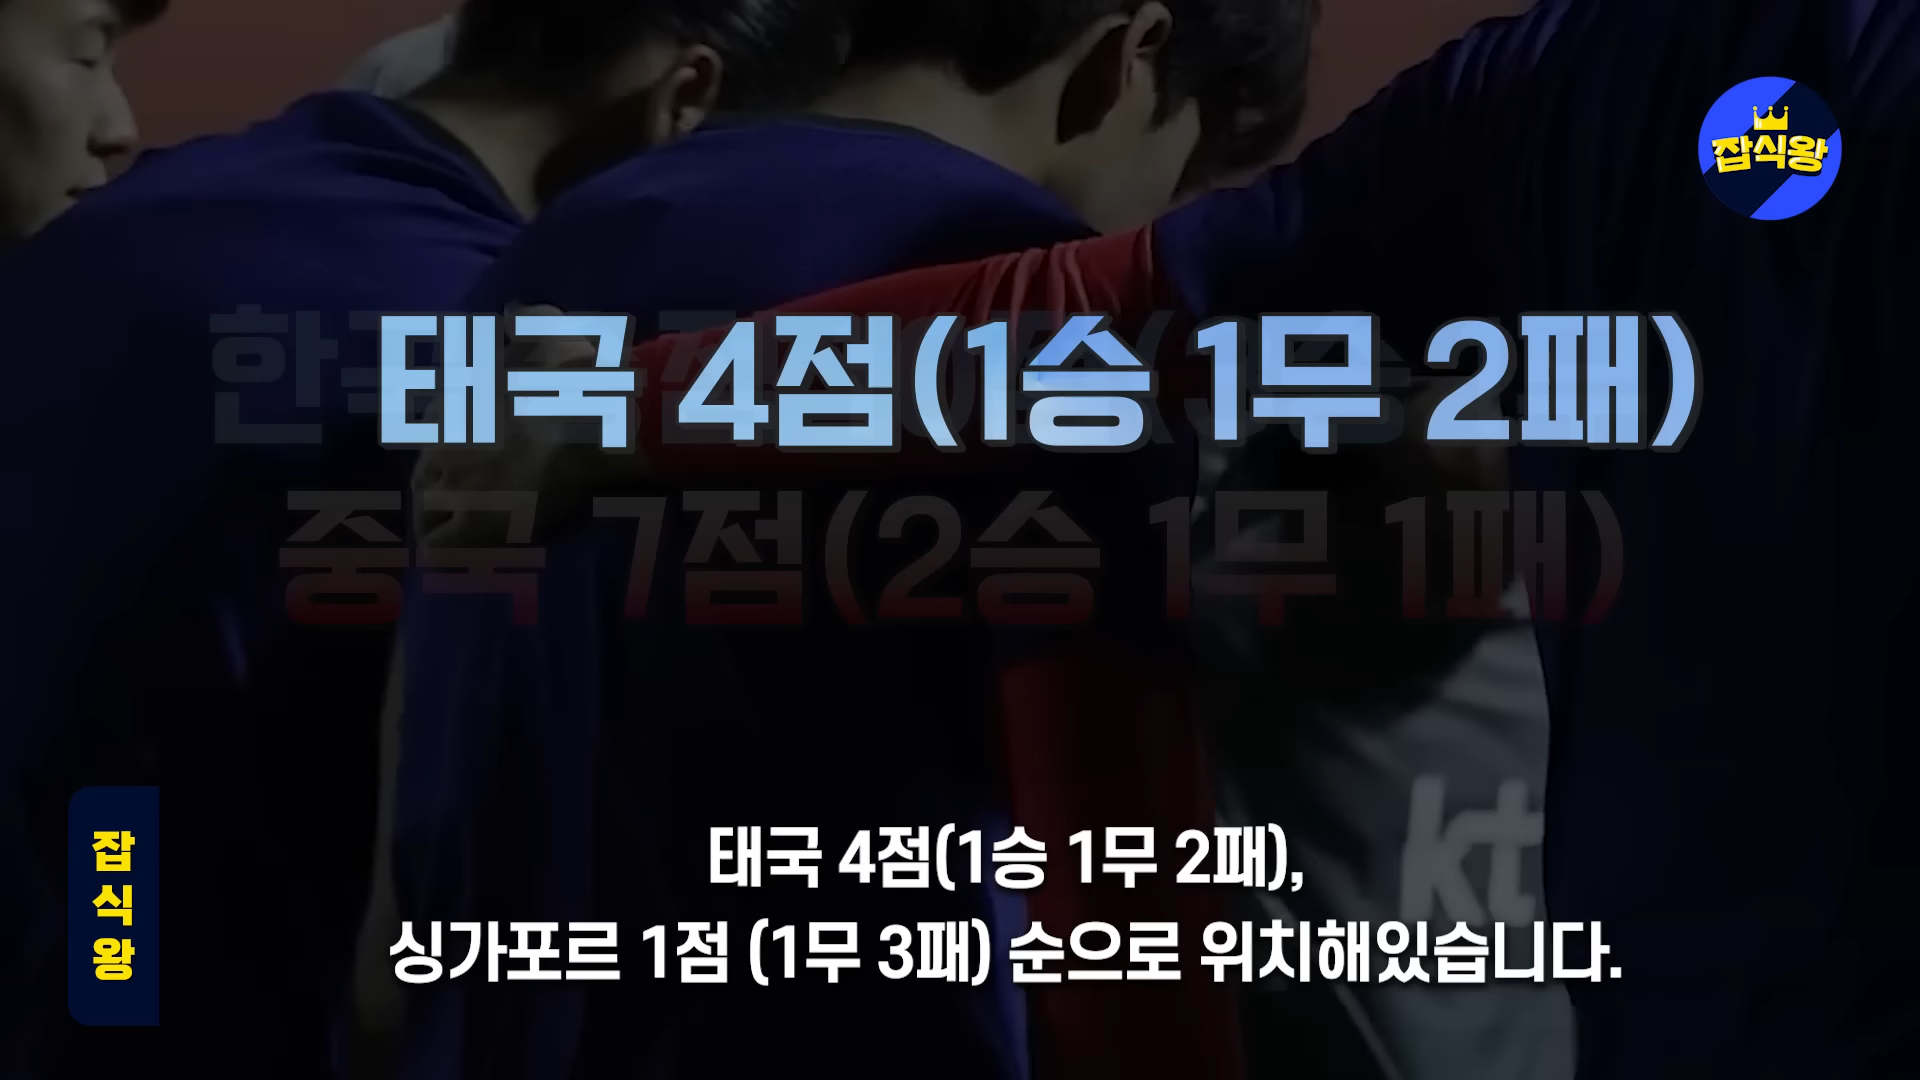 잡식왕
태국 4점(1승 1무 2패)
중국 7점(2승 1무 1패)
잡식왕
태국 4점(1승 1무 2패),
싱가포르 1점 (1무 3패) 순으로 위치해있습니다.
kt